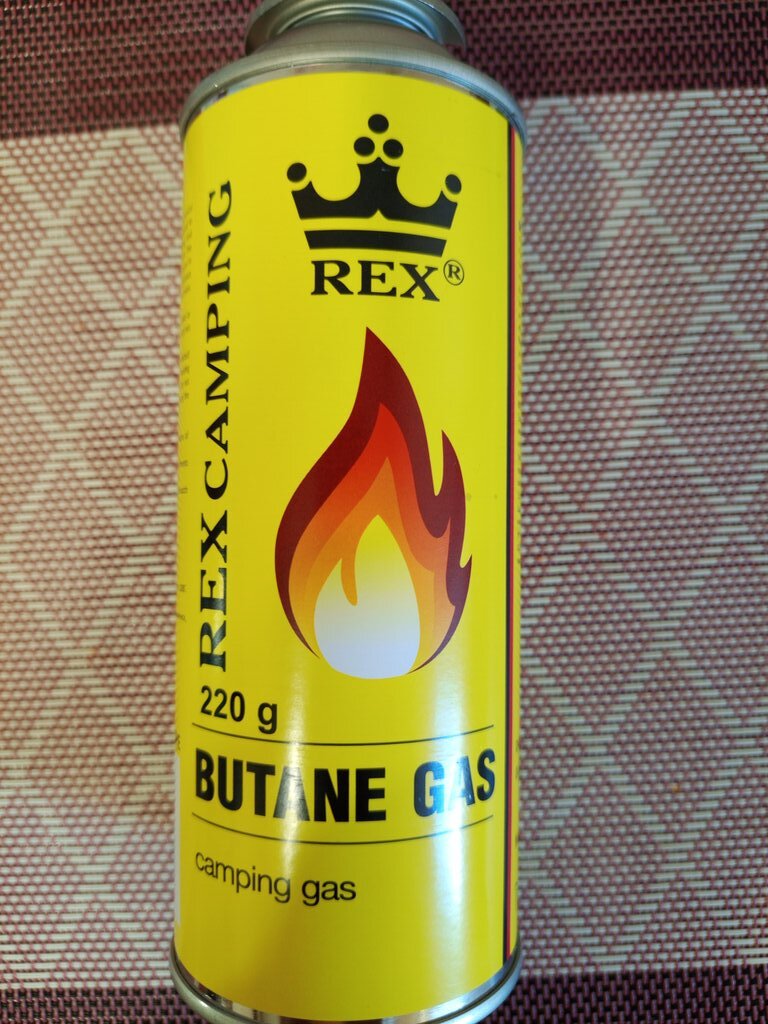 REX®
REX CAMPING
220 g
BUTANE GAS
camping gas